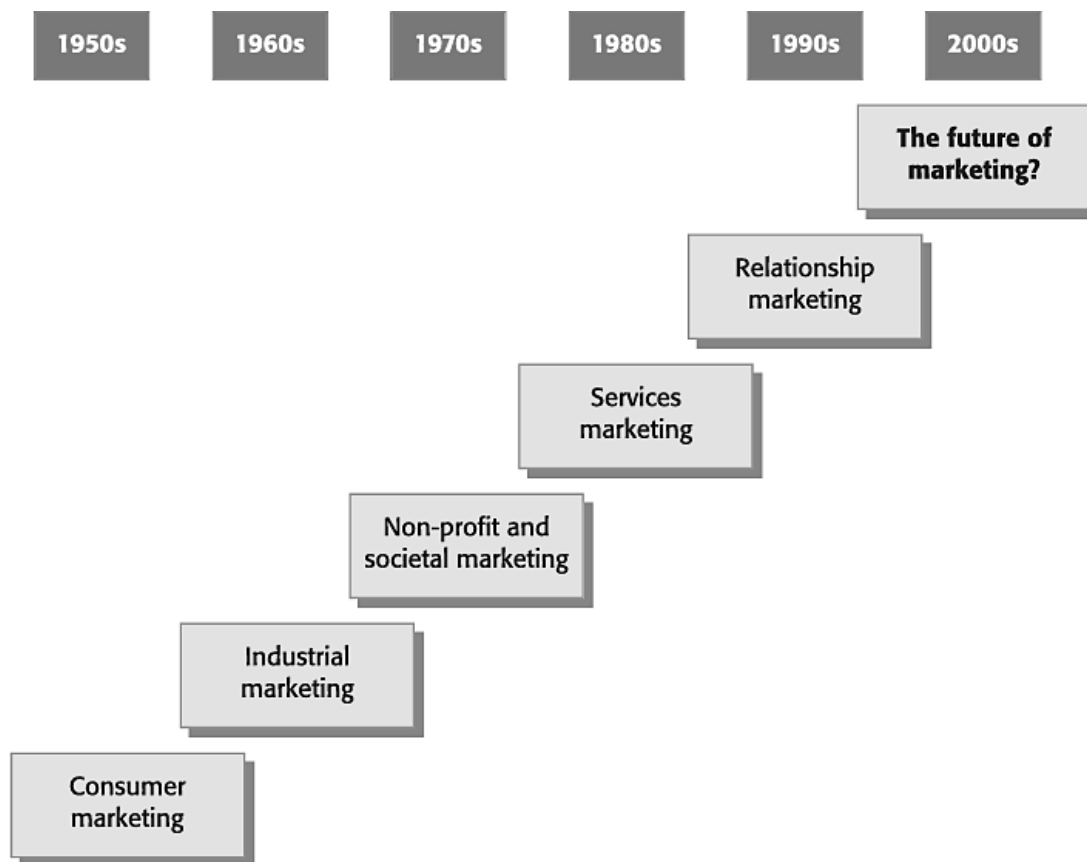 1950s 1960s 1970s 1980s 1990s 2000s
The future of
marketing?
Relationship
marketing
Services
marketing
Non-profit and
societal marketing
Industrial
marketing
Consumer
marketing